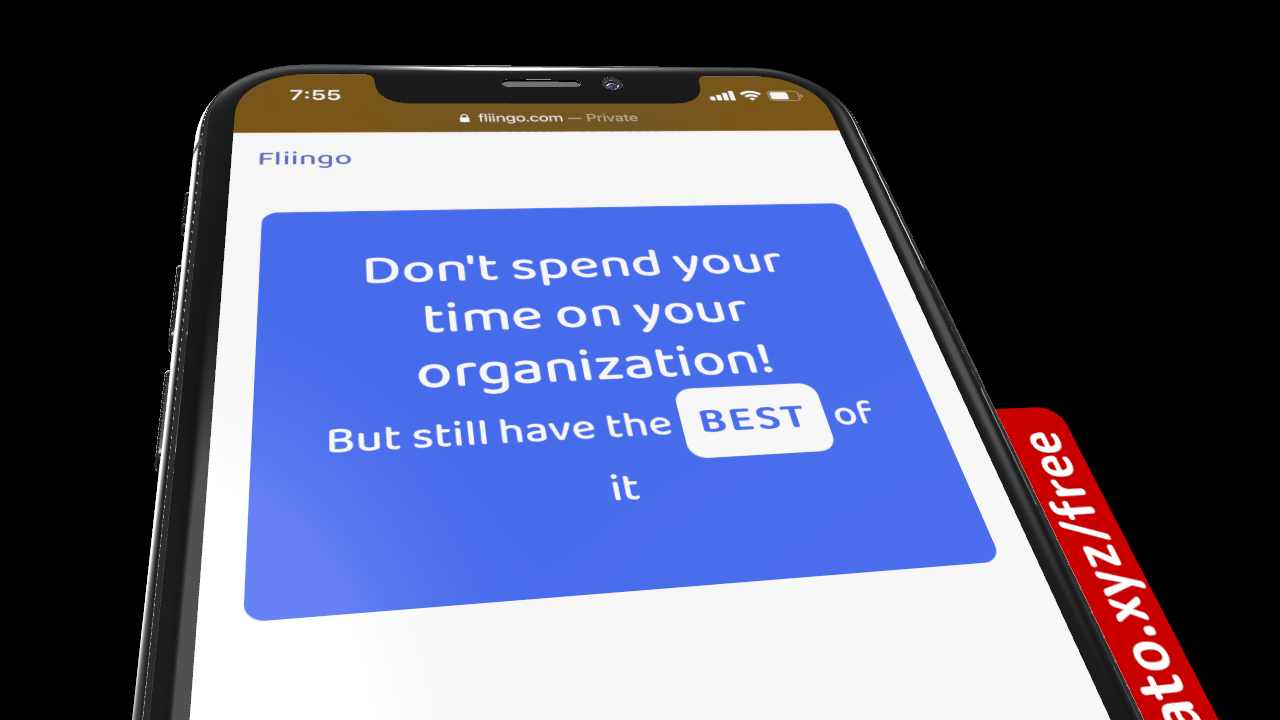 7:55
fliingo.com — Private
Fliingo
Don't spend your
time on your
organization!
But still have the BEST of
it
ato.xyz/free